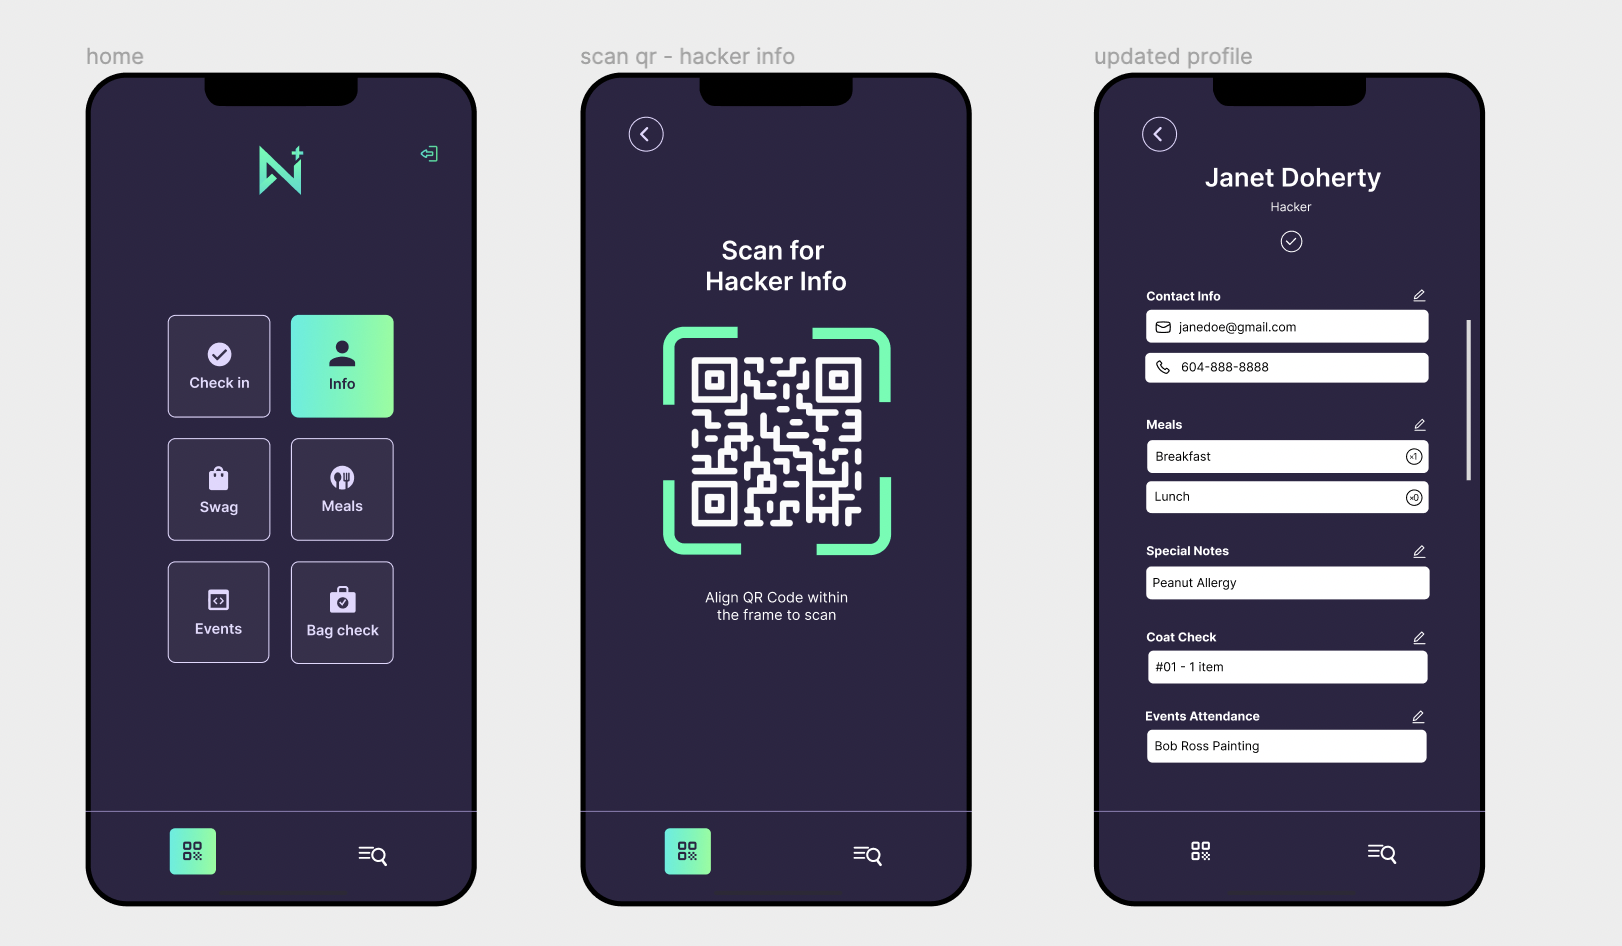 home
Check in
Info
Swag
Meals
Events
Bag check
scan qr - hacker info
Scan for
Hacker Info
Align QR Code within
the frame to scan
updated profile
Janet Doherty
Hacker
Contact Info
janedoe@gmail.com
604-888-8888
Meals
Breakfast
x1
Lunch
x0
Special Notes
Peanut Allergy
Coat Check
#01 - 1 item
Events Attendance
Bob Ross Painting